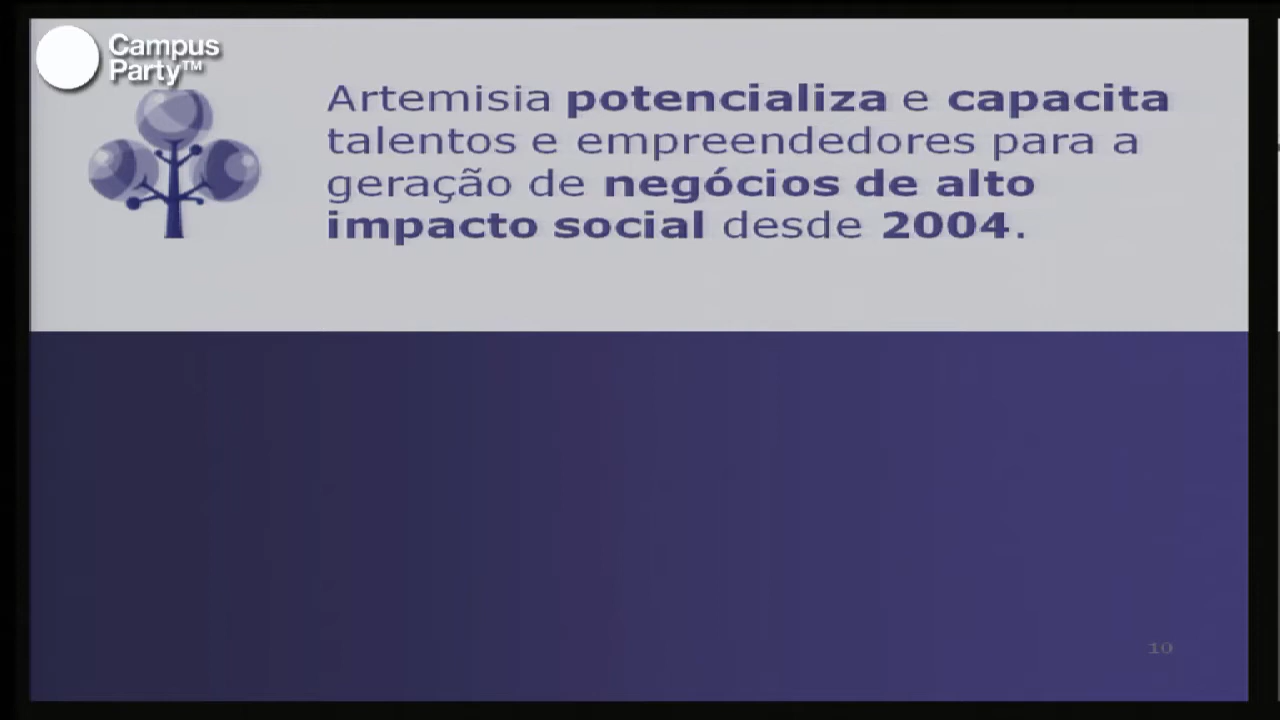 Campus
Party™
Artemisia potencializa e capacita
talentos e empreendedores para a
geração de negócios de alto
impacto social desde 2004.
10